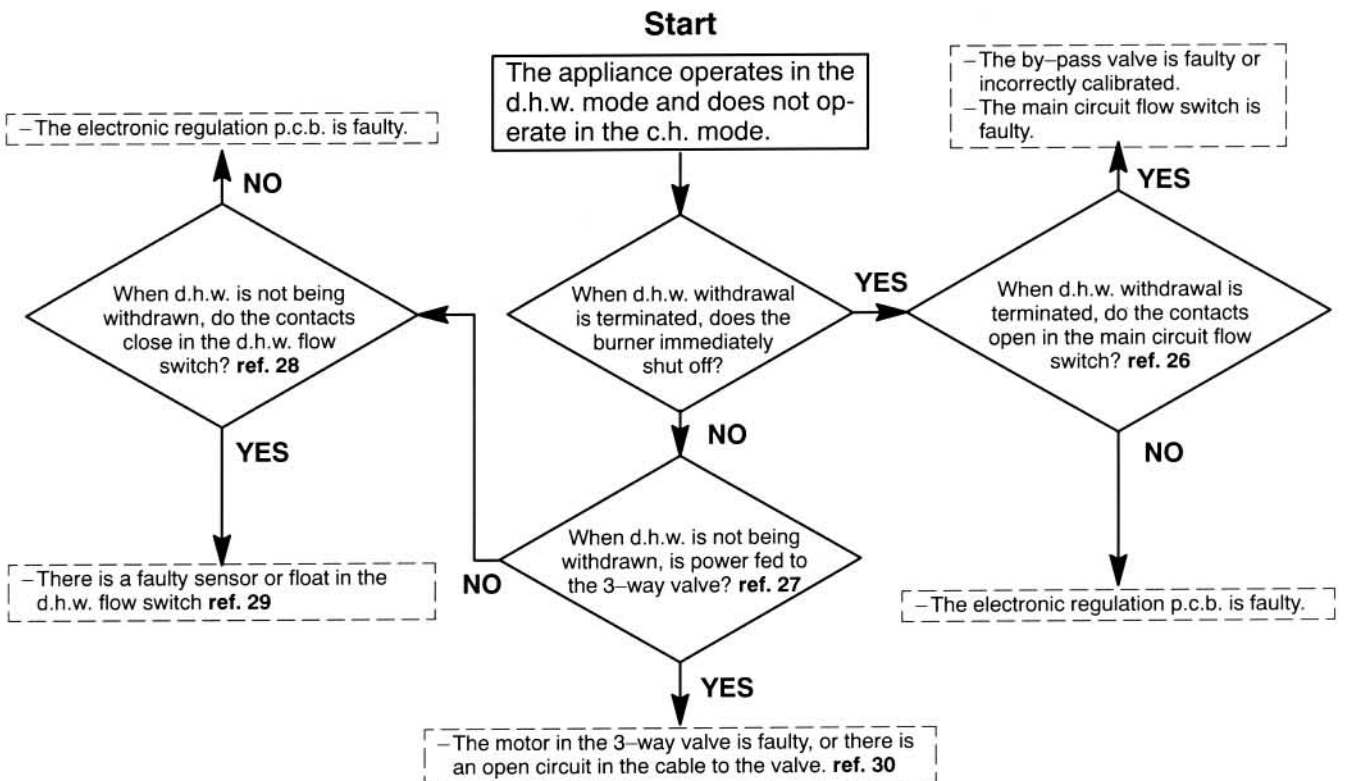 Start
The appliance operates in the
d.h.w. mode and does not op-
erate in the c.h. mode.
–The by–pass valve is faulty or
incorrectly calibrated.
–The main circuit flow switch is
faulty.
–The electronic regulation p.c.b. is faulty.
NO
YES
When d.h.w. is not being
withdrawn, do the contacts
close in the d.h.w. flow
switch? ref. 28
When d.h.w. withdrawal
is terminated, does the
burner immediately
shut off?
YES
When d.h.w. withdrawal is
terminated, do the contacts
open in the main circuit flow
switch? ref. 26
YES
NO
NO
When d.h.w. is not being
withdrawn, is power fed to
the 3–way valve? ref. 27
NO
–There is a faulty sensor or float in the
d.h.w. flow switch ref. 29
–The electronic regulation p.c.b. is faulty.
YES
–The motor in the 3–way valve is faulty, or there is
an open circuit in the cable to the valve. ref. 30